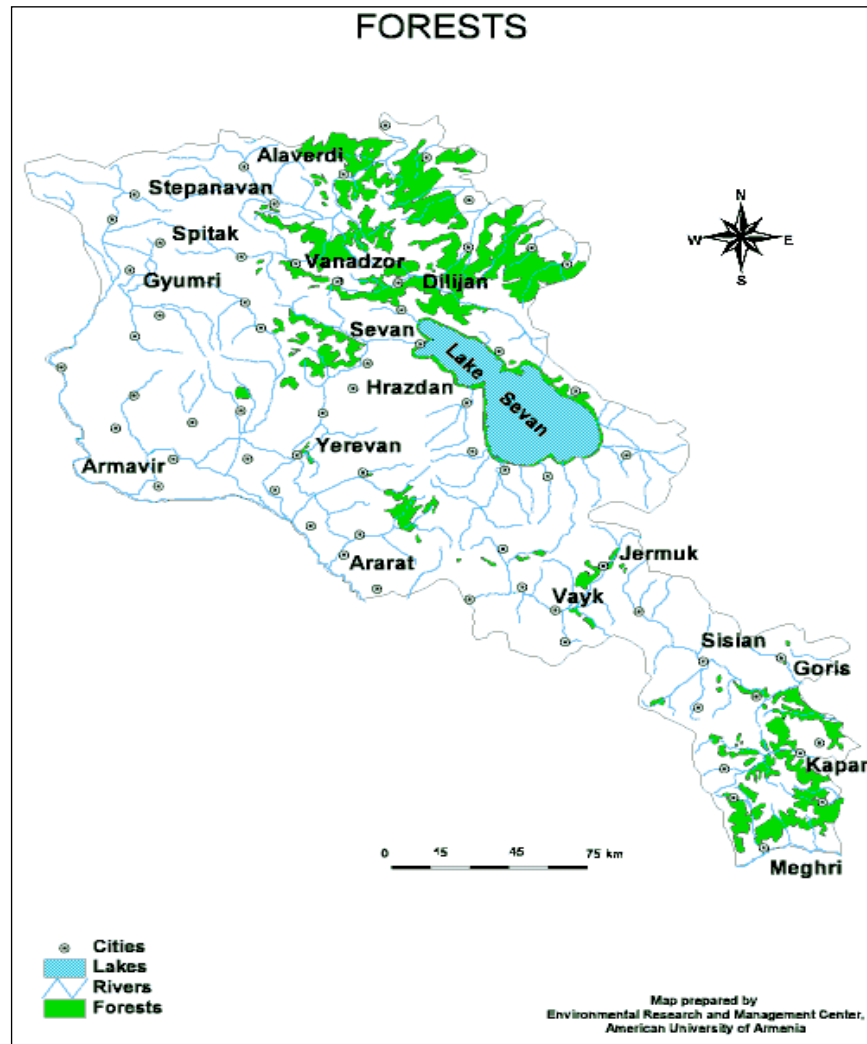 FORESTS
Alaverdi
Stepanavan
N
Spitak
W E
Vanadzor
Gyumri
Dilijan
S
Sevan
Lake
Hrazdan
Sevan
Yerevan
Armavir
Ararat
Jermuk
Vayk
Sisian
Goris
Kapan
0 15 45 75 km
Meghri
Cities
Lakes
Rivers
Forests
Map prepared by
Environmental Research and Management Center,
American University of Armenia